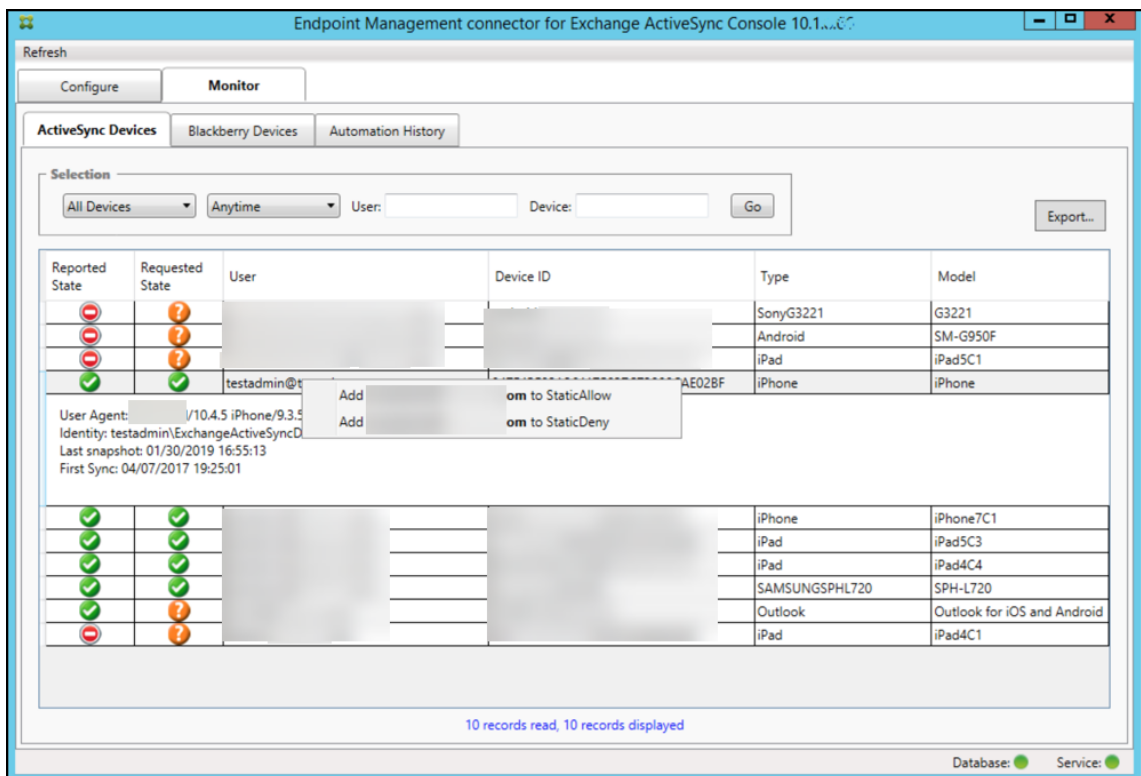 Endpoint Management connector for Exchange ActiveSync Console 10.1
Refresh
Configure Monitor
ActiveSync Devices Blackberry Devices Automation History
Selection
All Devices Anytime User: Device: Go
Export...
Reported State Requested State User Device ID Type Model
SonyG3221 G3221
Android SM-G950F
iPad iPad5C1
testadmin@ AE02BF iPhone iPhone
Add om to StaticAllow
Add om to StaticDeny
User Agent: /10.4.5 iPhone/9.3.5
Identity: testadmin\ExchangeActiveSyncD
Last snapshot: 01/30/2019 16:55:13
First Sync: 04/07/2017 19:25:01
iPhone iPhone7C1
iPad iPad5C3
iPad iPad4C4
SAMSUNGSPHL720 SPH-L720
Outlook Outlook for iOS and Android
iPad iPad4C1
10 records read, 10 records displayed
Database: Service: